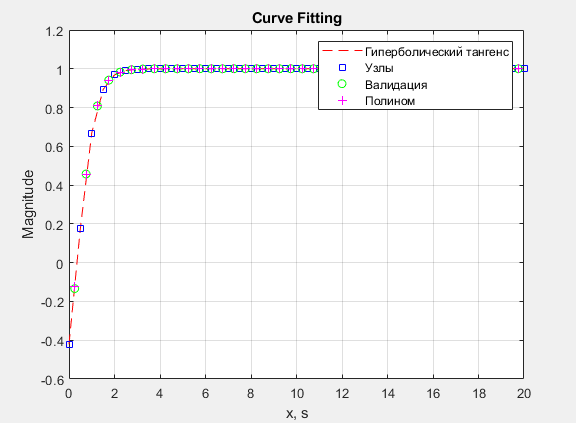 Curve Fitting
1.2
1
0.8
0.6
0.4
0.2
0
-0.2
-0.4
-0.6
Magnitude
Гиперболический тангенс
Узлы
Валидация
Полином
0 2 4 6 8 10 12 14 16 18 20
x, s